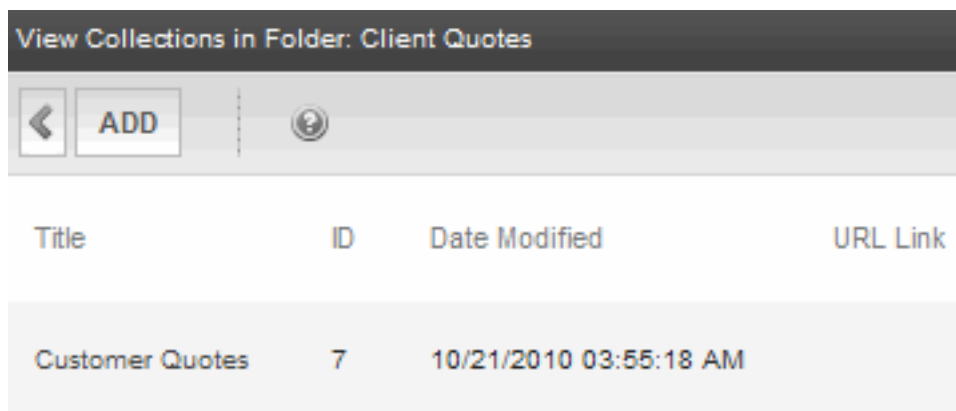 View Collections in Folder: Client Quotes
ADD
Title ID Date Modified URL Link
Customer Quotes 7 10/21/2010 03:55:18 AM